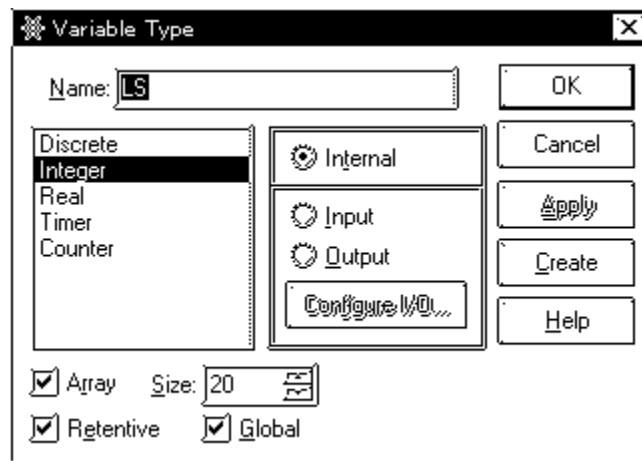 Variable Type
Name: LS
OK
Discrete
Integer
Real
Timer
Counter
Internal
Input
Output
Configure I/O...
Cancel
Apply
Create
Help
Array Size: 20
Retentive Global